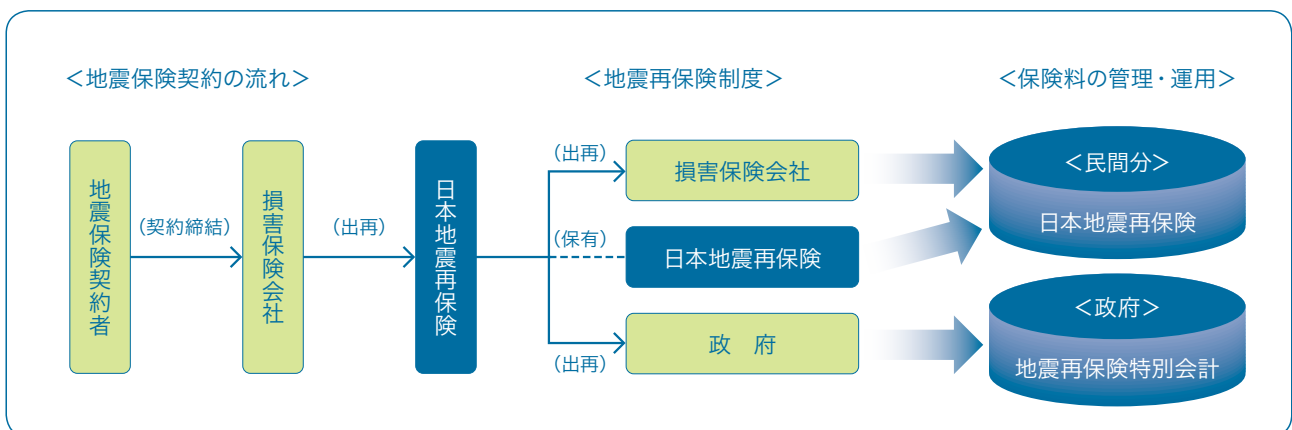 ＜地震保険契約の流れ＞
＜地震再保険制度＞
＜保険料の管理・運用＞
地震保険契約者
（契約締結）
損害保険会社
（出再）
日本地震再保険
（出再）
損害保険会社
（保有）
日本地震再保険
（出再）
政　府
＜民間分＞
日本地震再保険
＜政府＞
地震再保険特別会計